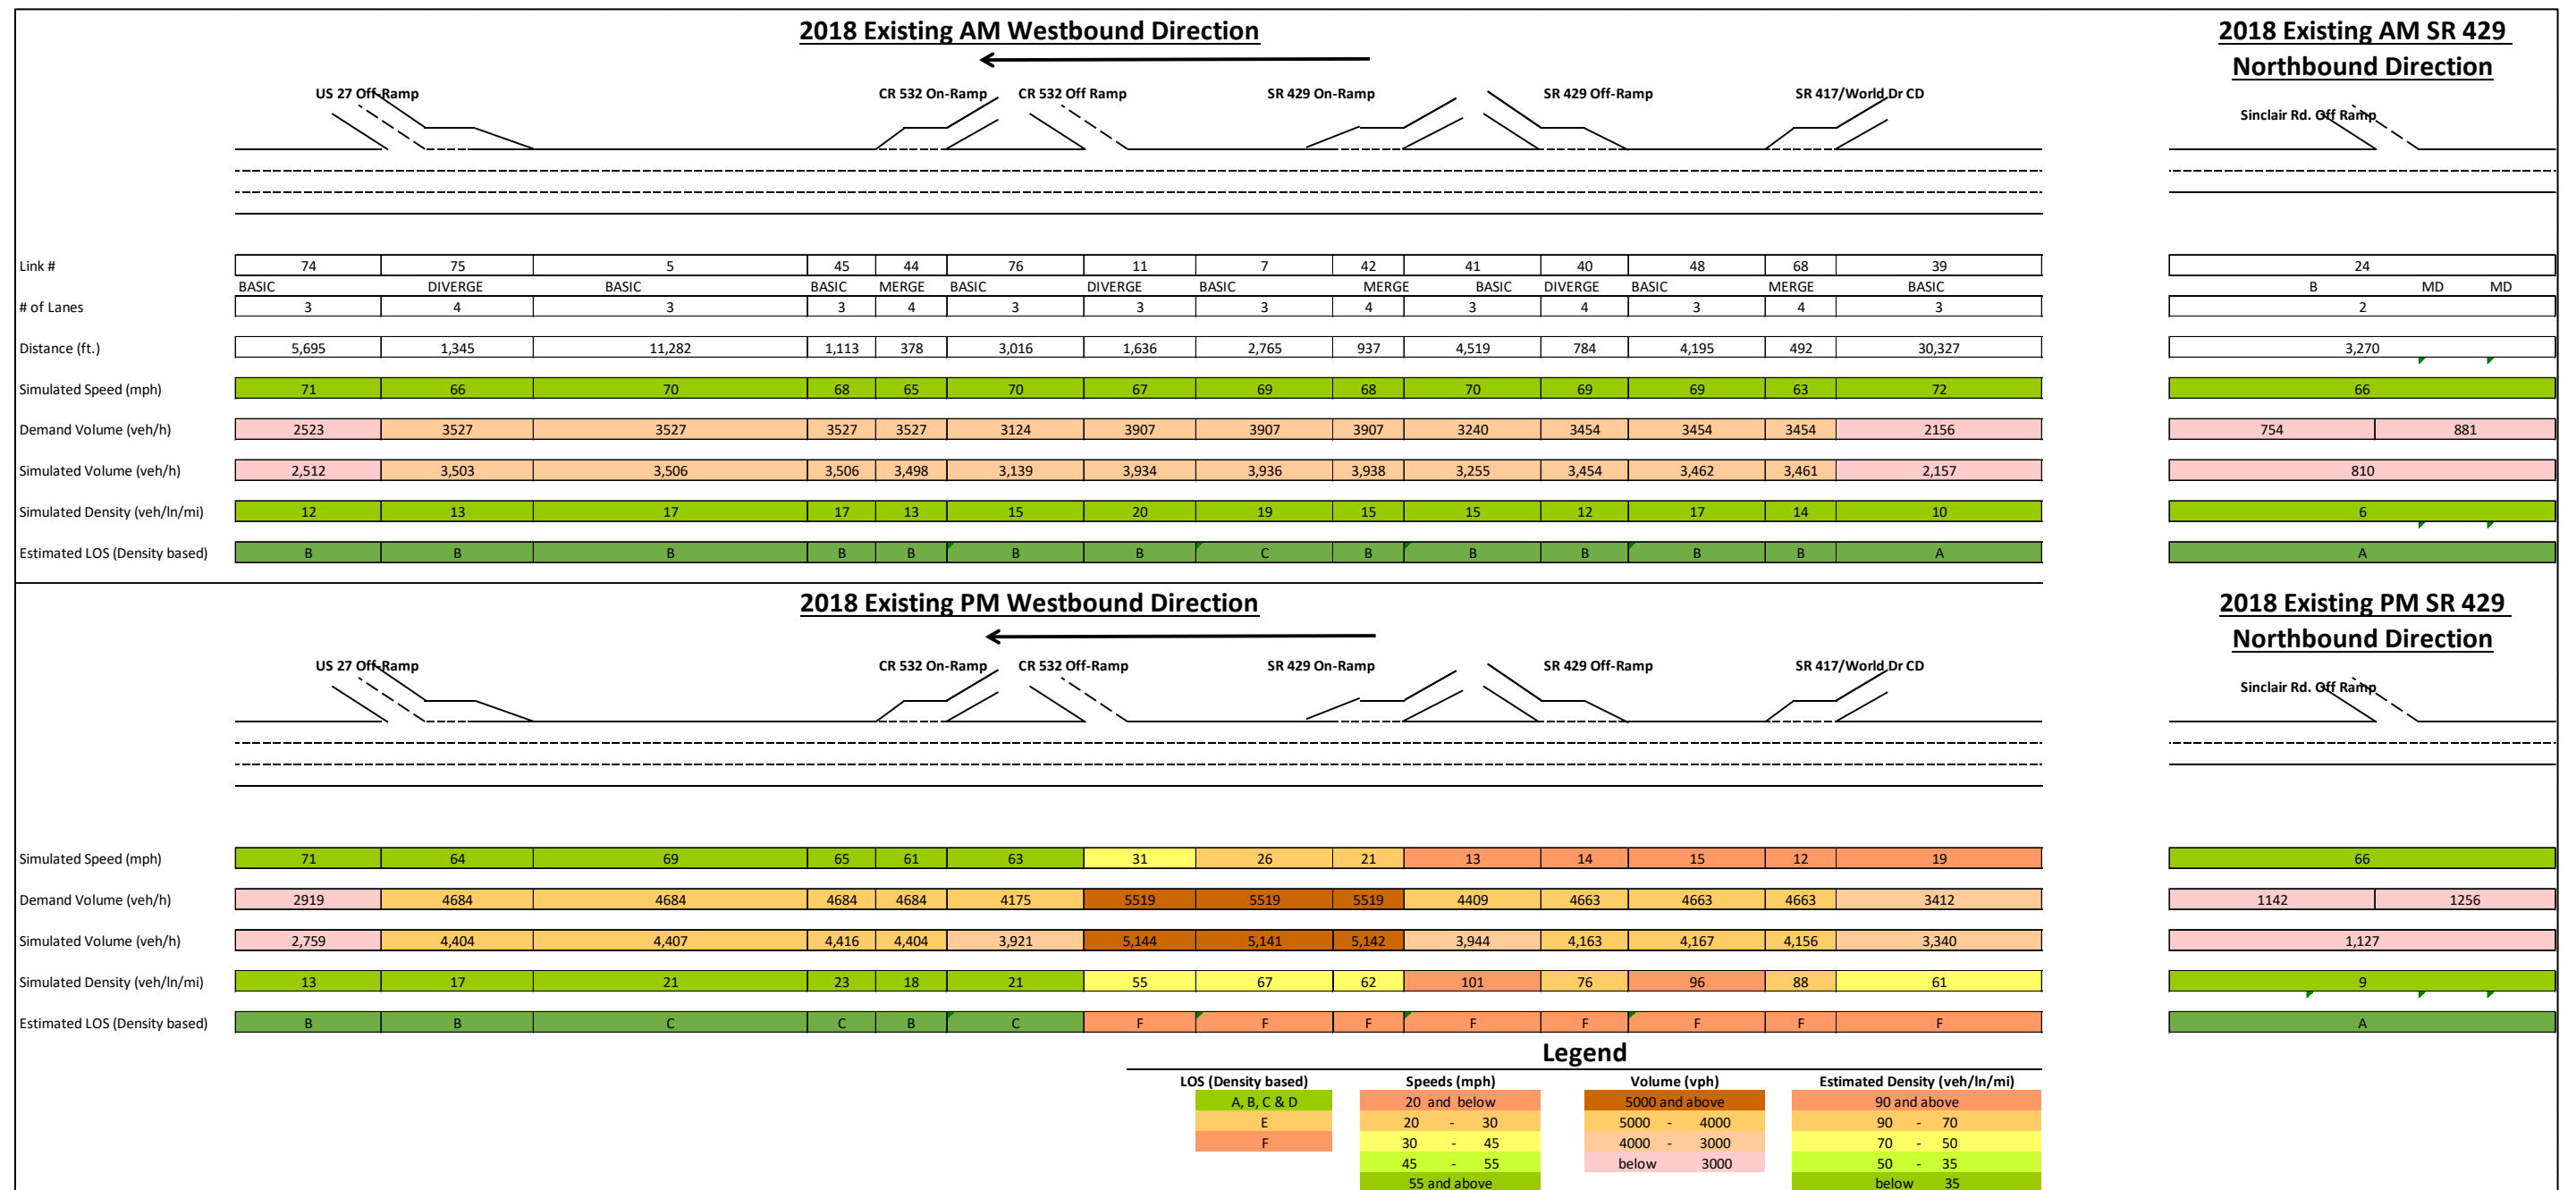 2018 Existing AM Westbound Direction
2018 Existing AM SR 429
Northbound Direction
US 27 Off-Ramp CR 532 On-Ramp CR 532 Off Ramp SR 429 On-Ramp SR 429 Off-Ramp SR 417/World Dr CD
Sinclair Rd. Off Ramp
Link # 74 75 5 45 44 76 11 7 42 41 40 48 68 39 24
BASIC DIVERGE BASIC BASIC MERGE BASIC DIVERGE BASIC MERGE BASIC DIVERGE BASIC MERGE BASIC B MD MD
# of Lanes 3 4 3 3 4 3 3 3 4 3 4 3 4 3 2
Distance (ft.) 5,695 1,345 11,282 1,113 378 3,016 1,636 2,765 937 4,519 784 4,195 492 30,327 3,270
Simulated Speed (mph) 71 66 70 68 65 70 67 69 68 70 69 69 63 72 66
Demand Volume (veh/h) 2523 3527 3527 3527 3527 3124 3907 3907 3907 3240 3454 3454 3454 2156 754 881
Simulated Volume (veh/h) 2,512 3,503 3,506 3,506 3,498 3,139 3,934 3,936 3,938 3,255 3,454 3,462 3,461 2,157 810
Simulated Density (veh/ln/mi) 12 13 17 17 13 15 20 19 15 15 12 17 14 10 6
Estimated LOS (Density based) B B B B B B B C B B B B B A A
2018 Existing PM Westbound Direction
2018 Existing PM SR 429
Northbound Direction
US 27 Off-Ramp CR 532 On-Ramp CR 532 Off-Ramp SR 429 On-Ramp SR 429 Off-Ramp SR 417/World Dr CD
Sinclair Rd. Off Ramp
Simulated Speed (mph) 71 64 69 65 61 63 31 26 21 13 14 15 12 19 66
Demand Volume (veh/h) 2919 4684 4684 4684 4684 4175 5519 5519 5519 4409 4663 4663 4663 3412 1142 1256
Simulated Volume (veh/h) 2,759 4,404 4,407 4,416 4,404 3,921 5,144 5,141 5,142 3,944 4,163 4,167 4,156 3,340 1,127
Simulated Density (veh/ln/mi) 13 17 21 23 18 21 55 67 62 101 76 96 88 61 9
Estimated LOS (Density based) B B C C B C F F F F F F F F A
Legend
LOS (Density based) Speeds (mph) Volume (vph) Estimated Density (veh/ln/mi)
A, B, C & D 20 and below 5000 and above 90 and above
E 20 - 30 5000 - 4000 90 - 70
F 30 - 45 4000 - 3000 70 - 50
45 - 55 below 3000 50 - 35
55 and above below 35